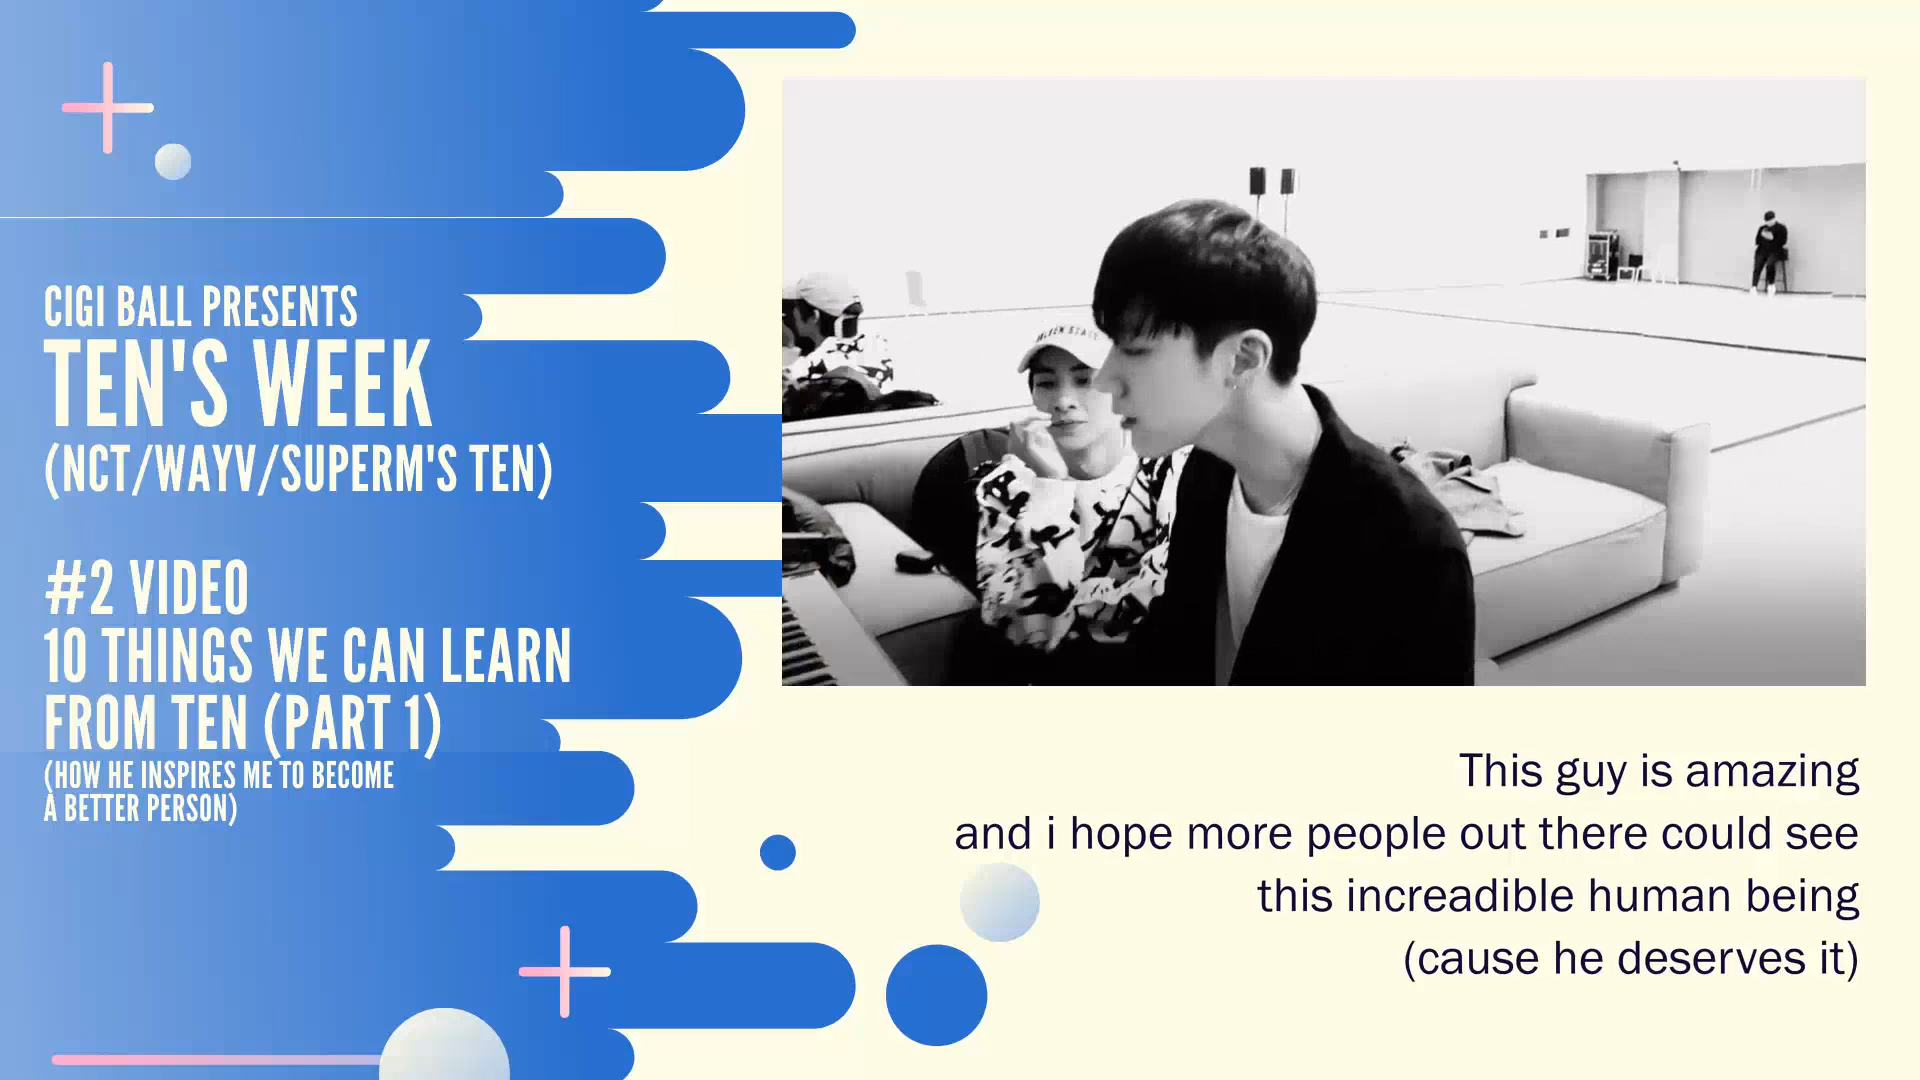 CIGI BALL PRESENTS
TEN'S WEEK
(NCT/WAYV/SUPERM'S TEN)
#2 VIDEO
10 THINGS WE CAN LEARN
FROM TEN (PART 1)
(HOW HE INSPIRES ME TO BECOME
A BETTER PERSON)
This guy is amazing
and i hope more people out there could see
this increadible human being
(cause he deserves it)